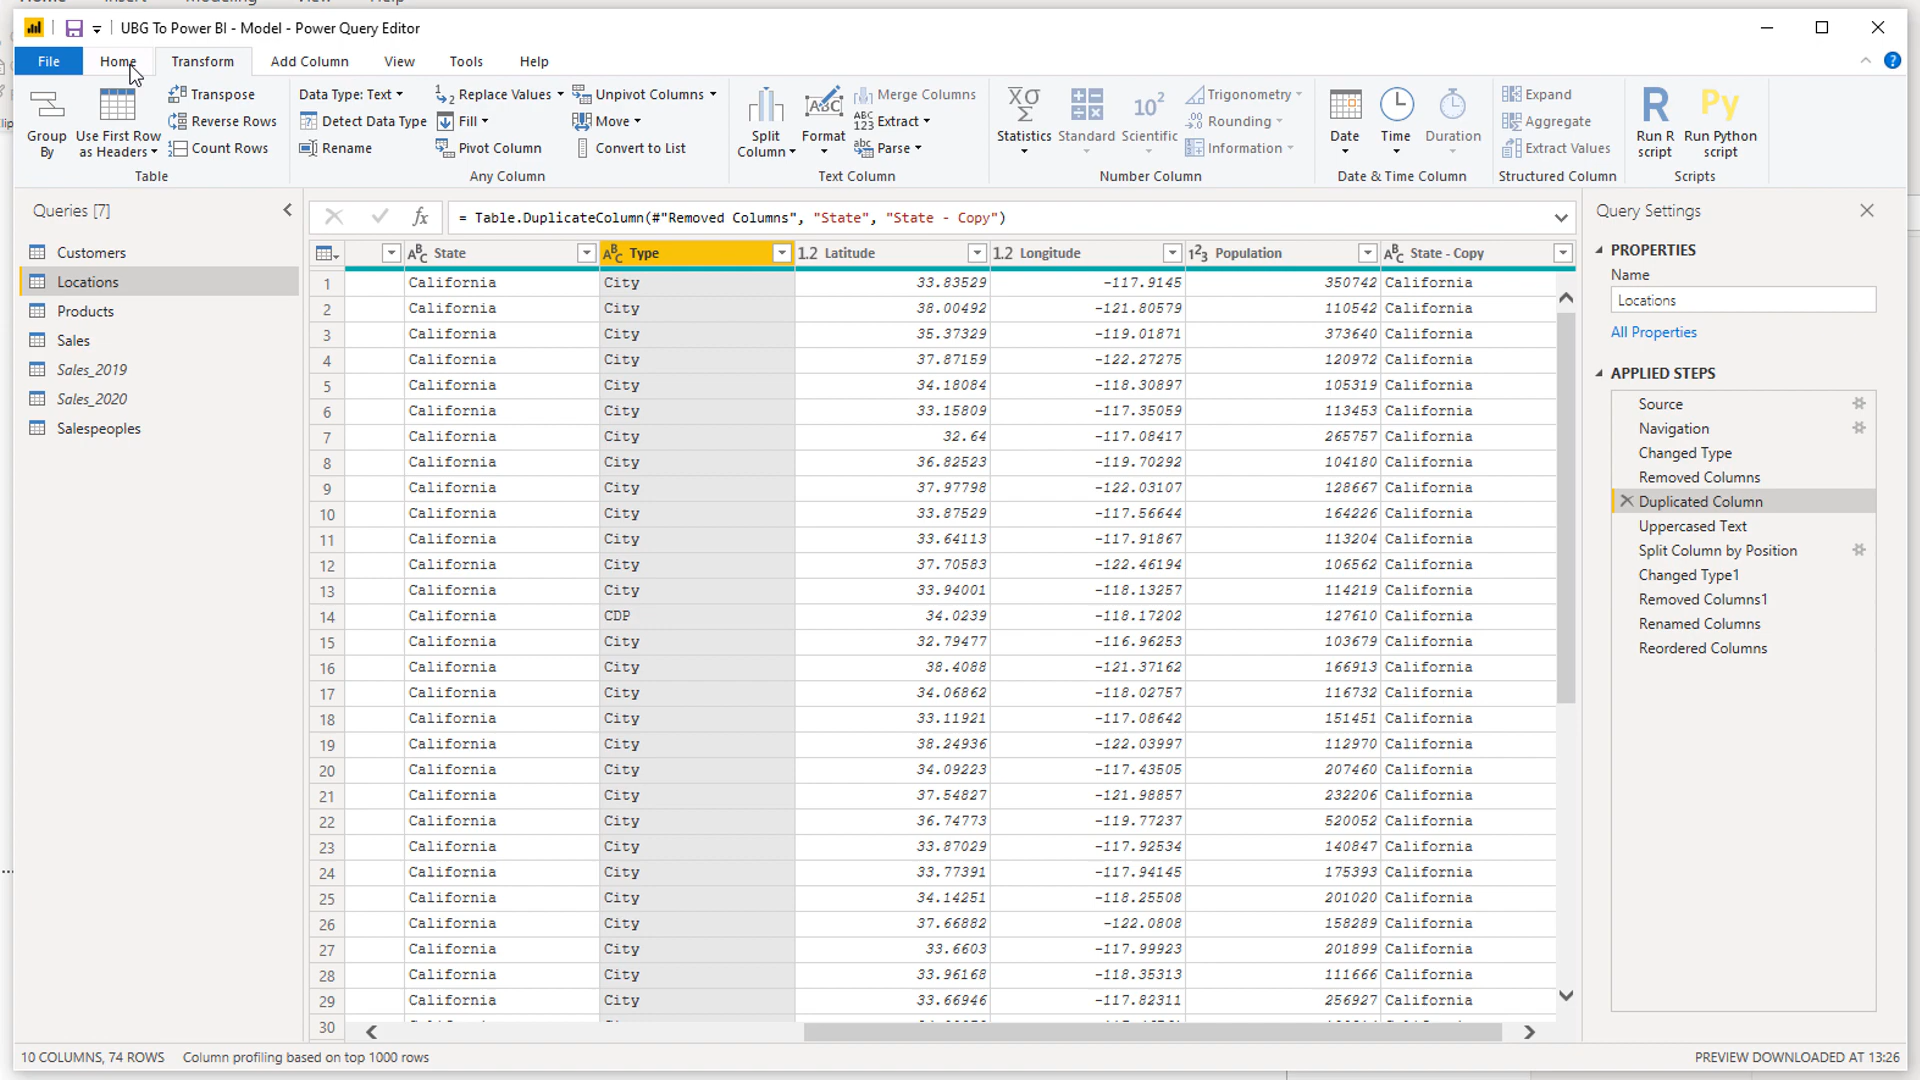 UBG To Power BI - Model - Power Query Editor
File Home Transform Add Column View Tools Help
Group By
Use First Row as Headers
Transpose
Reverse Rows
Count Rows
Table
Data Type: Text
Detect Data Type
Rename
Replace Values
Fill
Pivot Column
Unpivot Columns
Move
Convert to List
Any Column
Split Column
Format
Merge Columns
Extract
Parse
Text Column
Statistics
Standard
Scientific
Trigonometry
Rounding
Information
Number Column
Date
Time
Duration
Date & Time Column
Expand
Aggregate
Extract Values
Structured Column
Run R script
Run Python script
Scripts
Queries [7]
Customers
Locations
Products
Sales
Sales_2019
Sales_2020
Salespeoples
= Table.DuplicateColumn(#"Removed Columns", "State", "State - Copy")
State Type 1.2 Latitude 1.2 Longitude Population State - Copy
1 California City 33.83529 -117.9145 350742 California
2 California City 38.00492 -121.80579 110542 California
3 California City 35.37329 -119.01871 373640 California
4 California City 37.87159 -122.27275 120972 California
5 California City 34.18084 -118.30897 105319 California
6 California City 33.15809 -117.35059 113453 California
7 California City 32.64 -117.08417 265757 California
8 California City 36.82523 -119.70292 104180 California
9 California City 37.97798 -122.03107 128667 California
10 California City 33.87529 -117.56644 164226 California
11 California City 33.64113 -117.91867 113204 California
12 California City 37.70583 -122.46194 106562 California
13 California City 33.94001 -118.13257 114219 California
14 California CDP 34.0239 -118.17202 127610 California
15 California City 32.79477 -116.96253 103679 California
16 California City 38.4088 -121.37162 166913 California
17 California City 34.06862 -118.02757 116732 California
18 California City 33.11921 -117.08642 151451 California
19 California City 38.24936 -122.03997 112970 California
20 California City 34.09223 -117.43505 207460 California
21 California City 37.54827 -121.98857 232206 California
22 California City 36.74773 -119.77237 520052 California
23 California City 33.87029 -117.92534 140847 California
24 California City 33.77391 -117.94145 175393 California
25 California City 34.14251 -118.25508 201020 California
26 California City 37.66882 -122.0808 158289 California
27 California City 33.6603 -117.99923 201899 California
28 California City 33.96168 -118.35313 111666 California
29 California City 33.66946 -117.82311 256927 California
30
Query Settings
PROPERTIES
Name
Locations
All Properties
APPLIED STEPS
Source
Navigation
Changed Type
Removed Columns
Duplicated Column
Uppercased Text
Split Column by Position
Changed Type1
Removed Columns1
Renamed Columns
Reordered Columns
10 COLUMNS, 74 ROWS Column profiling based on top 1000 rows
PREVIEW DOWNLOADED AT 13:26